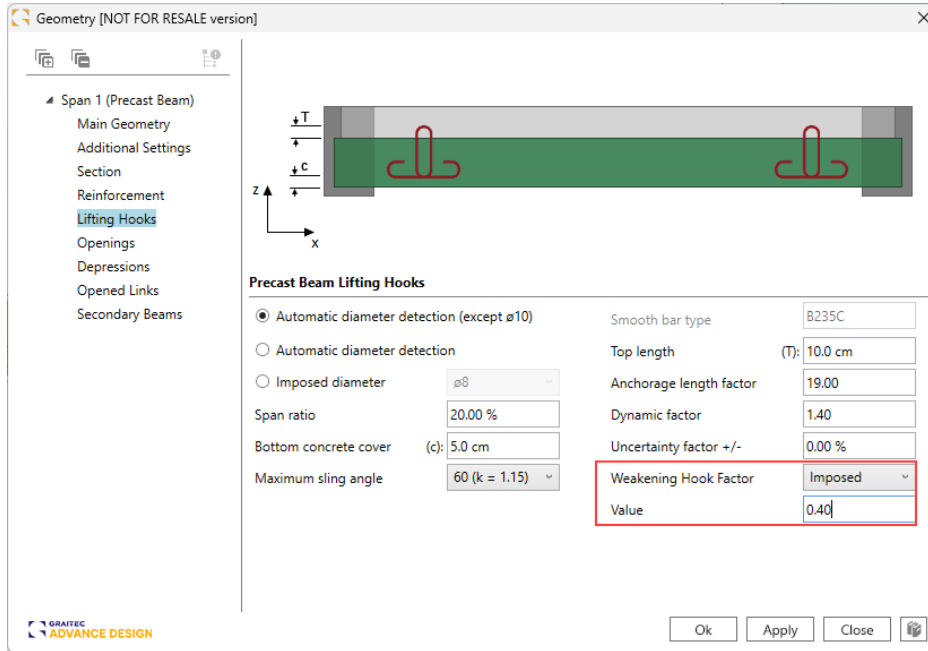 Geometry [NOT FOR RESALE version]
Span 1 (Precast Beam)
Main Geometry
Additional Settings
Section
Reinforcement
Lifting Hooks
Openings
Depressions
Opened Links
Secondary Beams
T
C
z
x
Precast Beam Lifting Hooks
Automatic diameter detection (except ø10)
Automatic diameter detection
Imposed diameter ø8
Span ratio 20.00 %
Bottom concrete cover (c): 5.0 cm
Maximum sling angle 60 (k = 1.15)
Smooth bar type B235C
Top length (T): 10.0 cm
Anchorage length factor 19.00
Dynamic factor 1.40
Uncertainty factor +/- 0.00 %
Weakening Hook Factor Imposed
Value 0.40
GRAITEC
ADVANCE DESIGN
Ok Apply Close